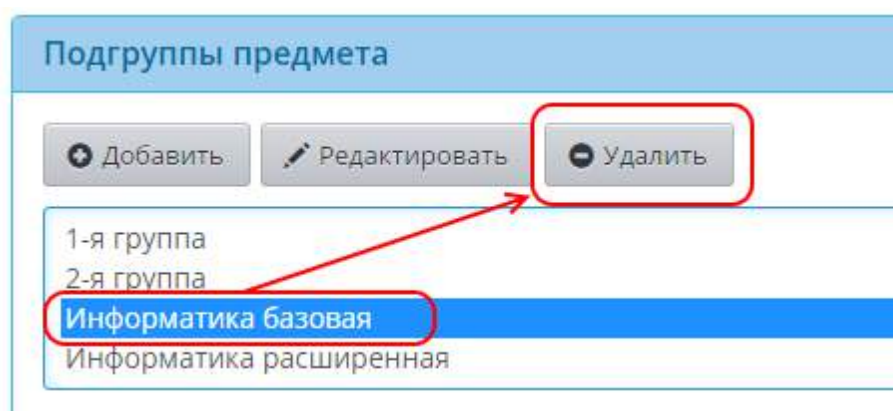 Подгруппы предмета
Добавить Редактировать Удалить
1-я группа
2-я группа
Информатика базовая
Информатика расширенная